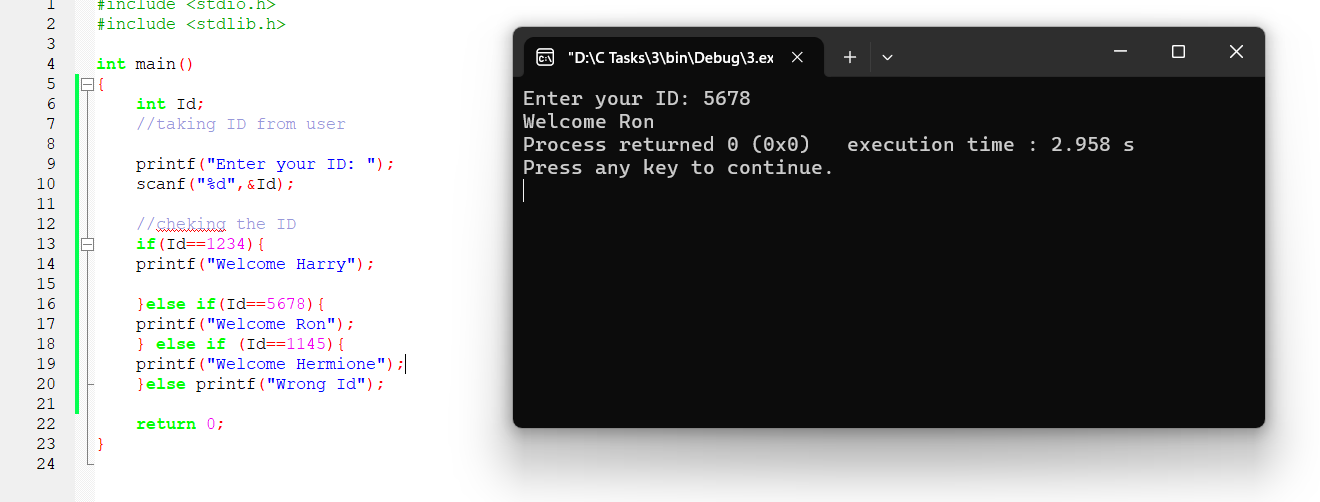 1 #include <stdio.h>
2 #include <stdlib.h>
3
4 int main()
5 {
6 int Id;
7 //taking ID from user
8
9 printf("Enter your ID: ");
10 scanf("%d",&Id);
11
12 //cheking the ID
13 if(Id==1234){
14 printf("Welcome Harry");
15
16 }else if(Id==5678){
17 printf("Welcome Ron");
18 } else if (Id==1145){
19 printf("Welcome Hermione");
20 }else printf("Wrong Id");
21
22 return 0;
23 }
24
"D:\C Tasks\3\bin\Debug\3.ex
Enter your ID: 5678
Welcome Ron
Process returned 0 (0x0)   execution time : 2.958 s
Press any key to continue.